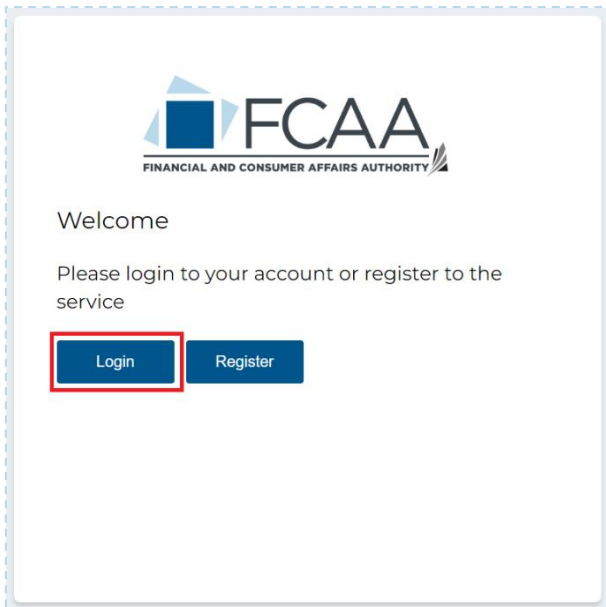 FCAA
FINANCIAL AND CONSUMER AFFAIRS AUTHORITY
Welcome
Please login to your account or register to the
service
Login Register